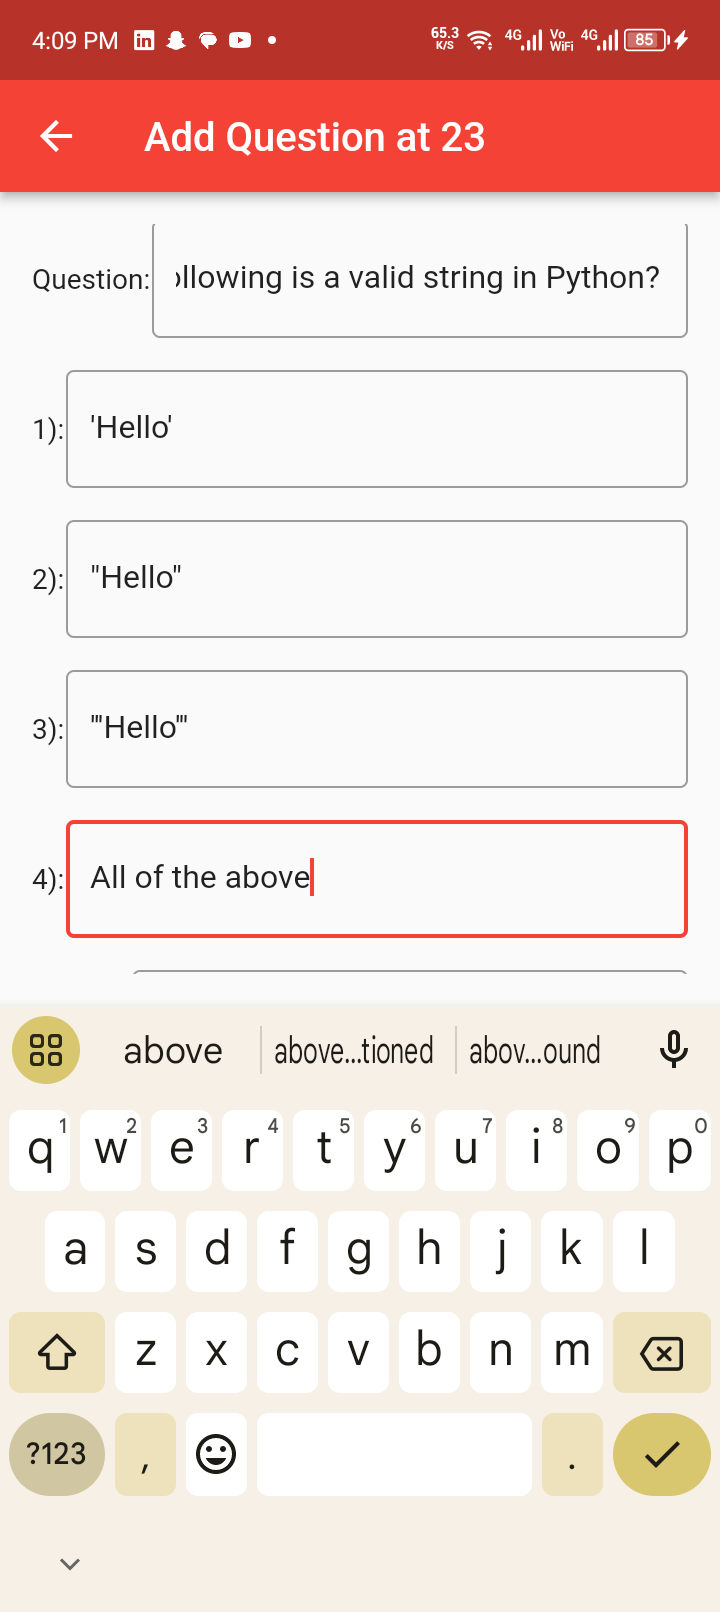 4:09 PM
65.3 K/S 4G Vo WiFi 4G 85
Add Question at 23
Question: ollowing is a valid string in Python?
1): 'Hello'
2): "Hello"
3): '''Hello'''
4): All of the above
above above...tioned abov...ound
q 1 w 2 e 3 r 4 t 5 y 6 u 7 i 8 o 9 p 0
a s d f g h j k l
z x c v b n m
?123 , .